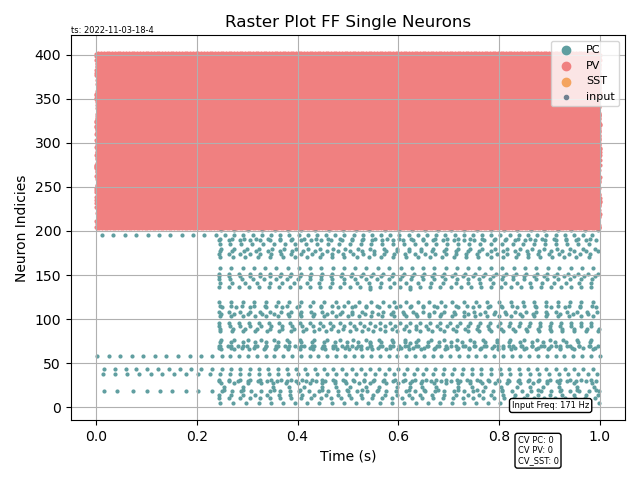 Raster Plot FF Single Neurons
ts: 2022-11-03-18-4
PC
PV
SST
input
Neuron Indicies
400
350
300
250
200
150
100
50
0
Input Freq: 171 Hz
0.0 0.2 0.4 0.6 0.8 1.0
Time (s)
CV PC: 0
CV PV: 0
CV_SST: 0